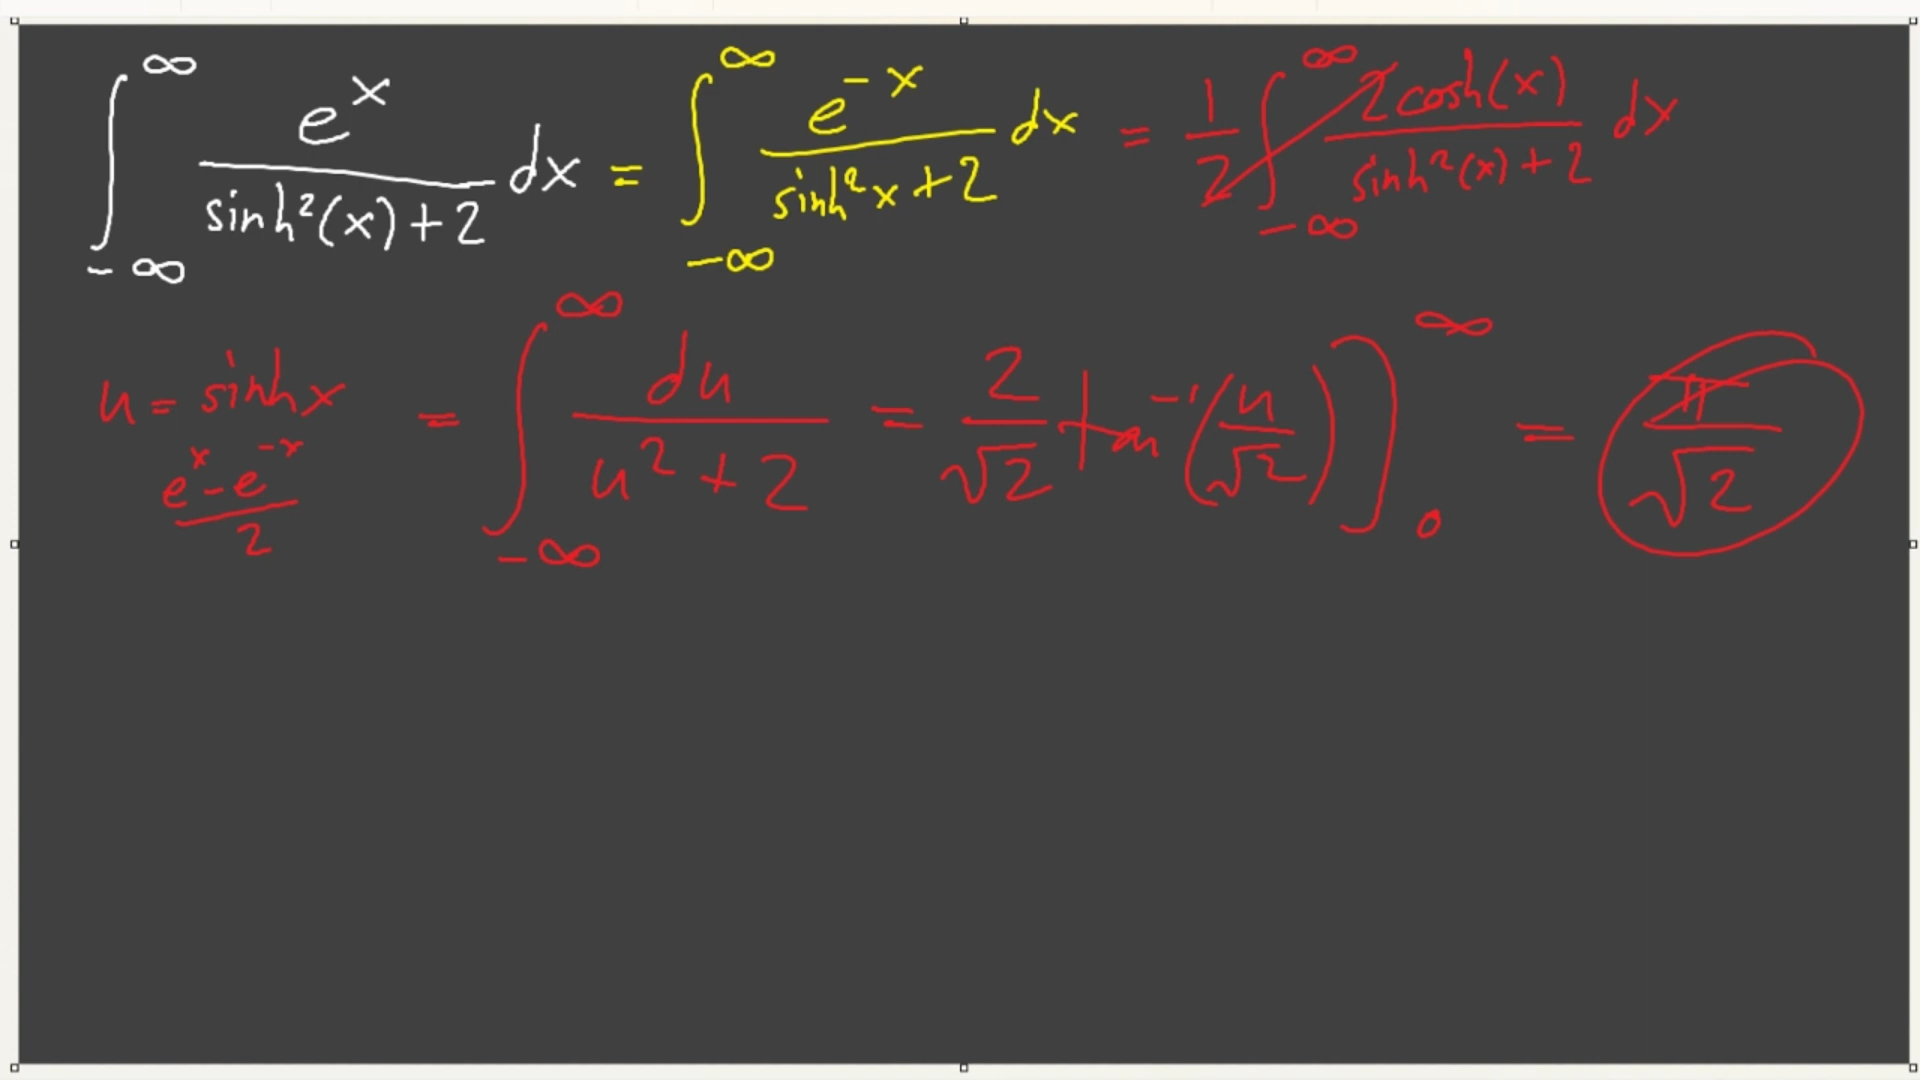 ∫_{-∞}^{∞} e^x / (sinh²(x)+2) dx = ∫_{-∞}^{∞} e^{-x} / (sinh²x+2) dx = 1/2 ∫_{-∞}^{∞} 2cosh(x) / (sinh²(x)+2) dx
u = sinhx = ∫_{-∞}^{∞} du / (u²+2) = 2/√2 tan⁻¹(u/√2)]_0^∞ = π/√2
(e^x - e^{-x})/2